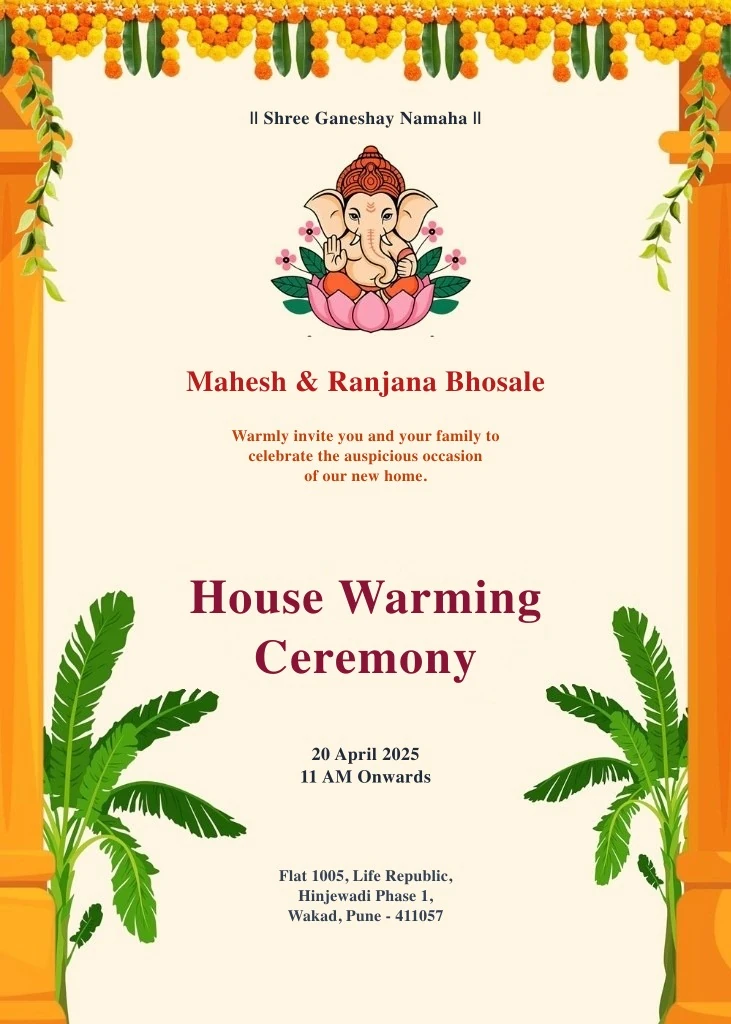 || Shree Ganeshay Namaha ||
Mahesh & Ranjana Bhosale
Warmly invite you and your family to
celebrate the auspicious occasion
of our new home.
House Warming
Ceremony
20 April 2025
11 AM Onwards
Flat 1005, Life Republic,
Hinjewadi Phase 1,
Wakad, Pune - 411057